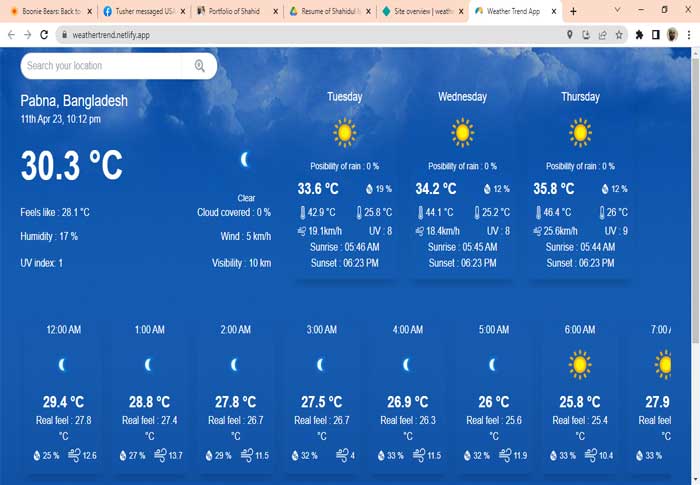 Boonie Bears: Back to
Tusher messaged USA
Portfolio of Shahid
Resume of Shahidul
Site overview | weathe
Weather Trend App
weathertrend.netlify.app
Search your location
Pabna, Bangladesh
11th Apr 23, 10:12 pm
30.3 °C
Clear
Feels like : 28.1 °C
Cloud covered : 0 %
Humidity : 17 %
Wind : 5 km/h
UV index: 1
Visibility : 10 km
Tuesday
Posibility of rain : 0 %
33.6 °C
19 %
42.9 °C
25.8 °C
19.1km/h
UV : 8
Sunrise : 05:46 AM
Sunset : 06:23 PM
Wednesday
Posibility of rain : 0 %
34.2 °C
12 %
44.1 °C
25.2 °C
18.4km/h
UV : 8
Sunrise : 05:45 AM
Sunset : 06:23 PM
Thursday
Posibility of rain : 0 %
35.8 °C
12 %
46.4 °C
26 °C
25.6km/h
UV : 9
Sunrise : 05:44 AM
Sunset : 06:23 PM
12:00 AM
29.4 °C
Real feel : 27.8
°C
25 %
12.6
1:00 AM
28.8 °C
Real feel : 27.4
°C
27 %
13.7
2:00 AM
27.8 °C
Real feel : 26.7
°C
29 %
11.5
3:00 AM
27.5 °C
Real feel : 26.7
°C
32 %
4
4:00 AM
26.9 °C
Real feel : 26.3
°C
33 %
11.5
5:00 AM
26 °C
Real feel : 25.6
°C
32 %
11.9
6:00 AM
25.8 °C
Real feel : 25.4
°C
33 %
10.4
7:00 A
27.9
Real fe
°C
33 %